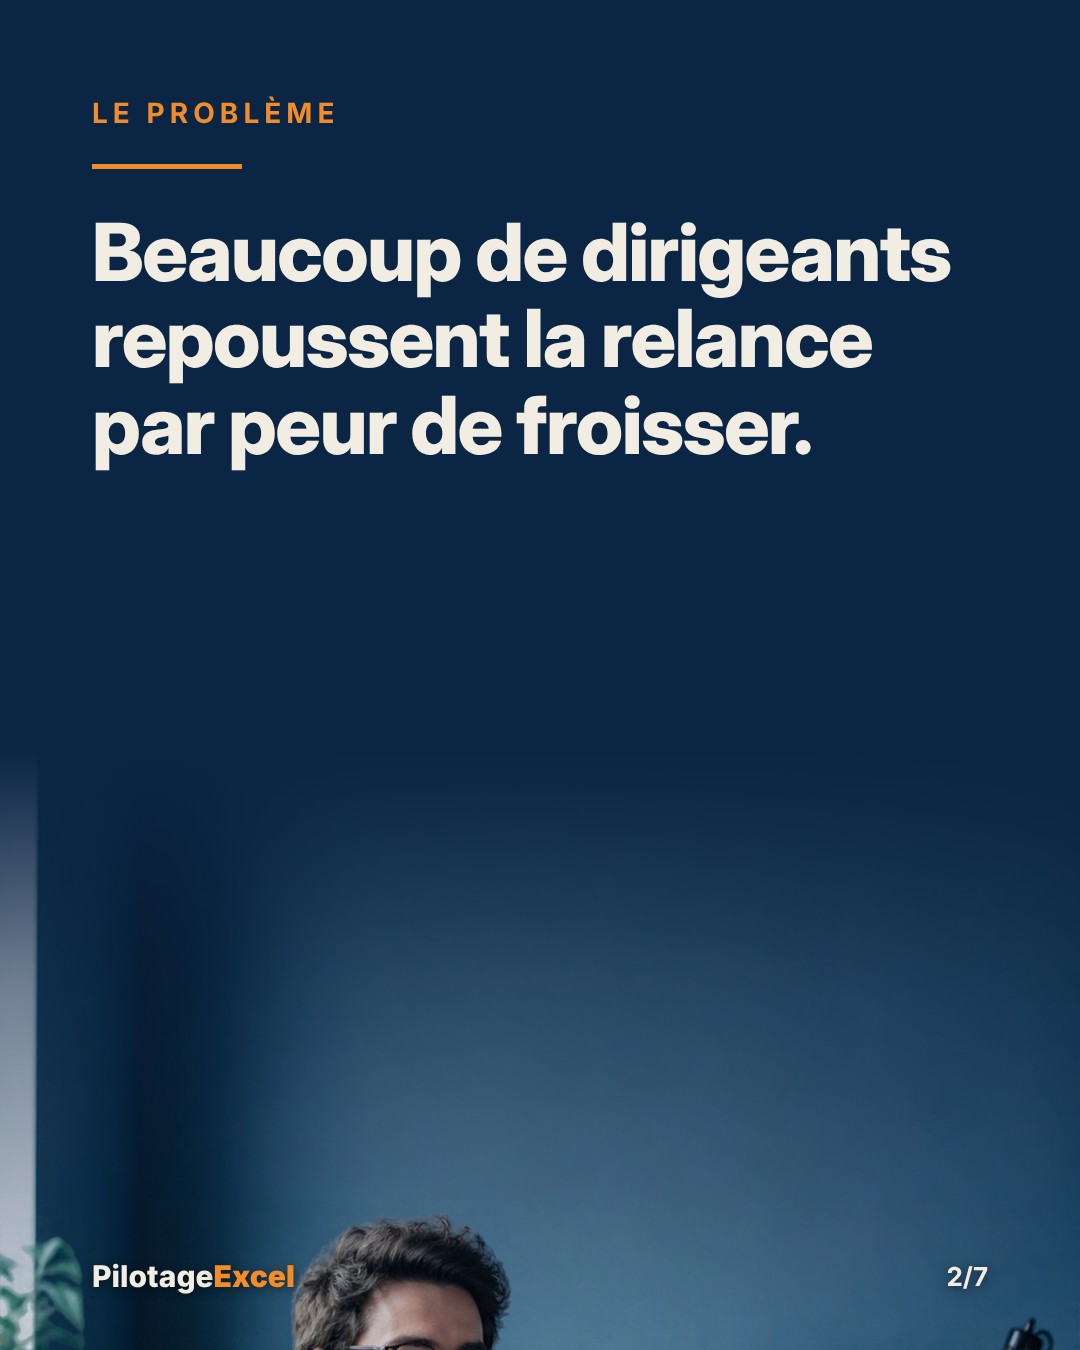 LE PROBLÈME
Beaucoup de dirigeants
repoussent la relance
par peur de froisser.
PilotageExcel
2/7